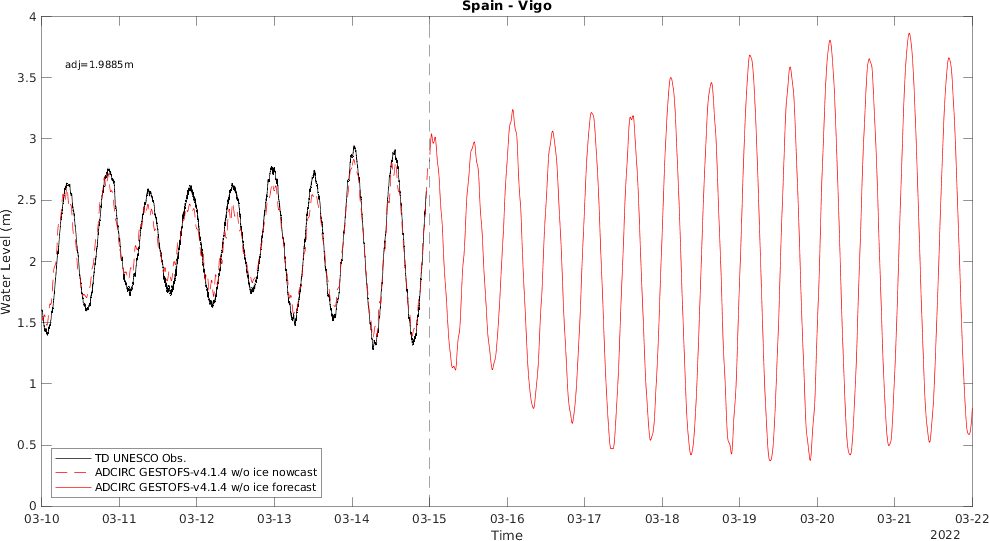 Spain - Vigo
adj=1.9885m
Water Level (m)
4
3.5
3
2.5
2
1.5
1
0.5
0
TD UNESCO Obs.
ADCIRC GESTOFS-v4.1.4 w/o ice nowcast
ADCIRC GESTOFS-v4.1.4 w/o ice forecast
03-10 03-11 03-12 03-13 03-14 03-15 03-16 03-17 03-18 03-19 03-20 03-21 03-22
Time
2022